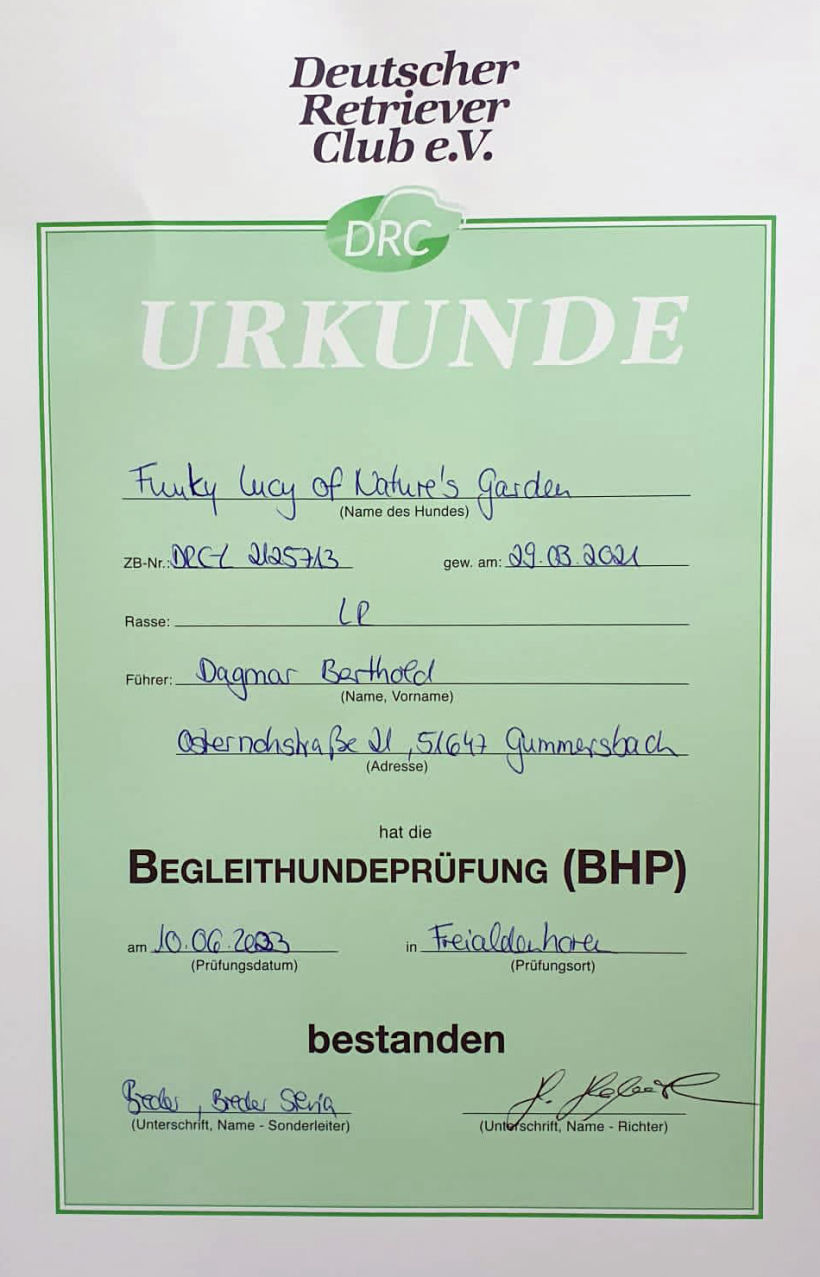 Deutscher
Retriever
Club e.V.
DRC
URKUNDE
Funky Lucy of Nature's Garden
(Name des Hundes)
ZB-Nr.: DRC-L 2125713 gew. am: 29.03.2021
Rasse: LR
Führer: Dagmar Berthold
(Name, Vorname)
21, 51647 Gummersbach
(Adresse)
hat die
BEGLEITHUNDEPRÜFUNG (BHP)
am 10.06.2023 in Freialdenhoven
(Prüfungsdatum) (Prüfungsort)
bestanden
Breder, Breder
(Unterschrift, Name - Sonderleiter) (Unterschrift, Name - Richter)